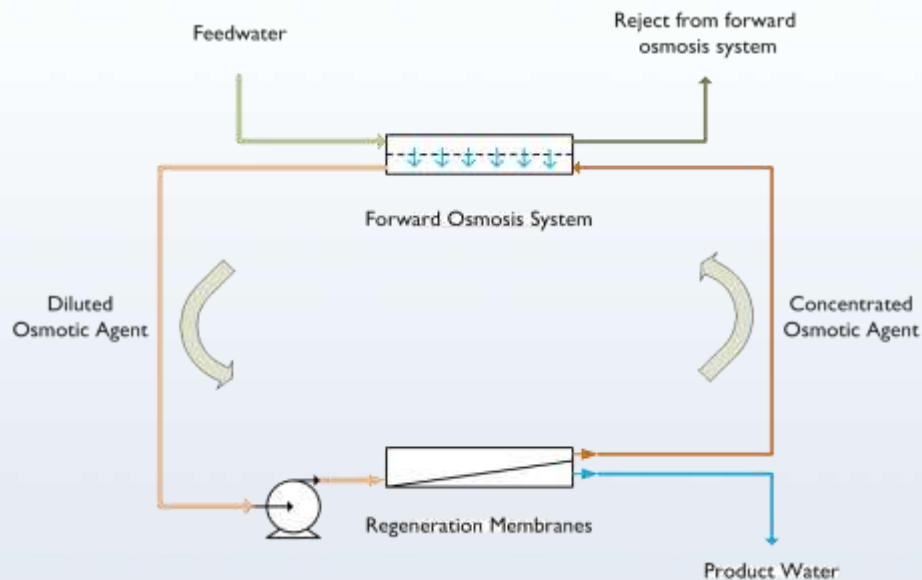 Feedwater
Reject from forward
osmosis system
Forward Osmosis System
Diluted
Osmotic Agent
Concentrated
Osmotic Agent
Regeneration Membranes
Product Water